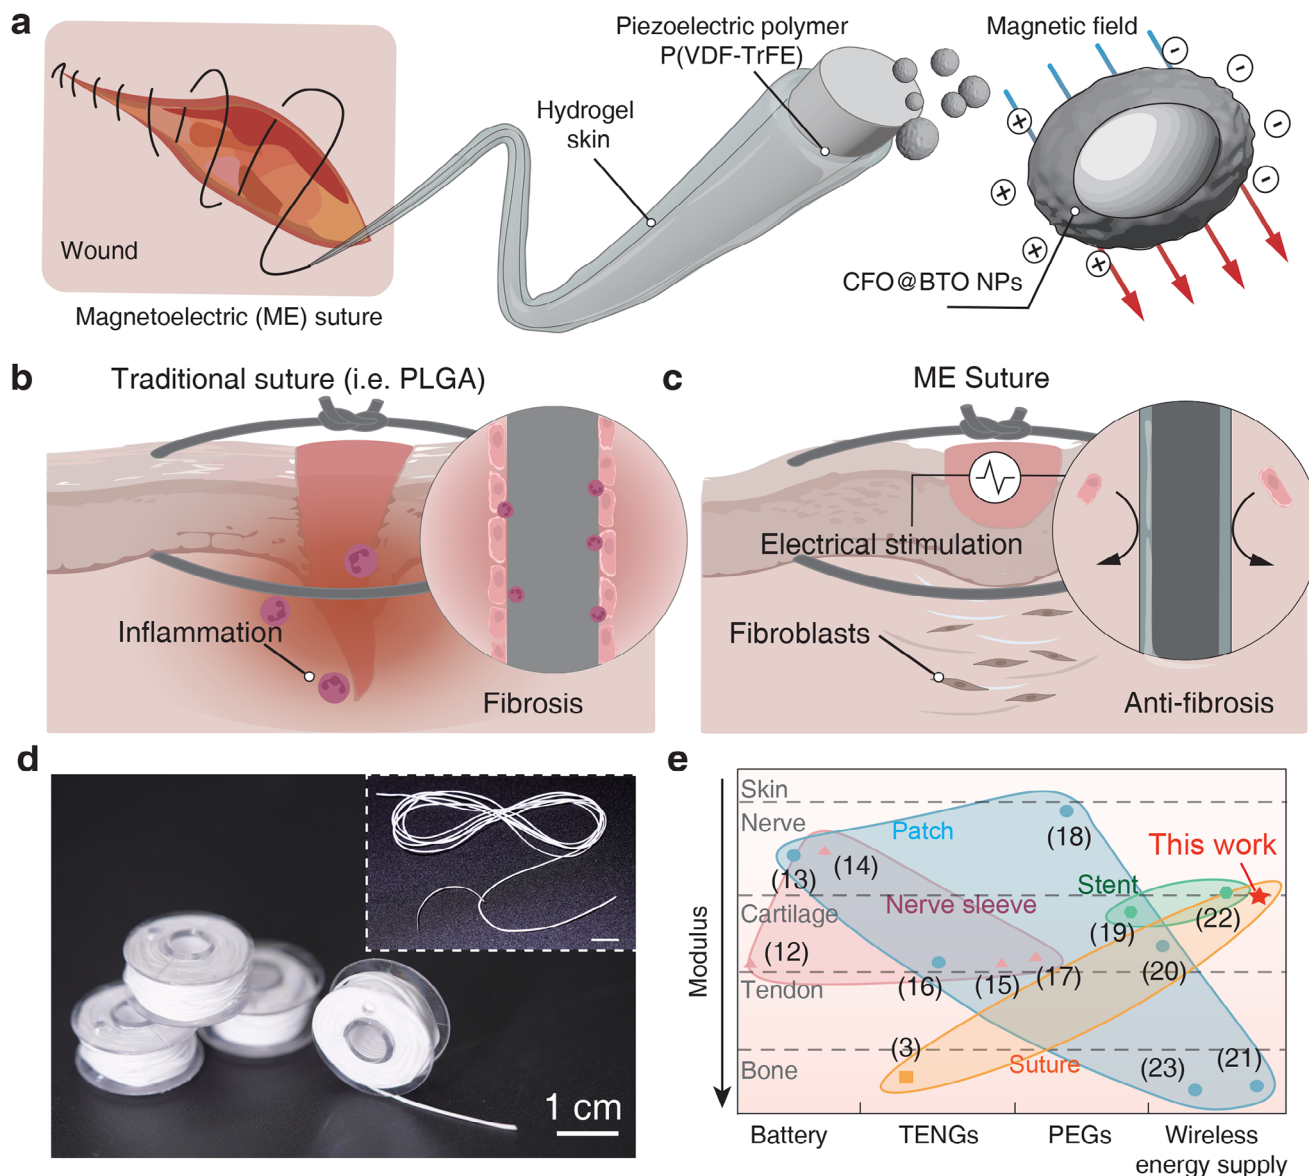 a
Piezoelectric polymer
P(VDF-TrFE)
Magnetic field
Hydrogel
skin
Wound
CFO@BTO NPs
Magnetoelectric (ME) suture
b
Traditional suture (i.e. PLGA)
Inflammation
Fibrosis
c
ME Suture
Electrical stimulation
Fibroblasts
Anti-fibrosis
d
1 cm
e
Modulus
Skin
Nerve
Cartilage
Tendon
Bone
Patch
(18)
This work
(13)
(14)
Stent
Nerve sleeve
(19)
(22)
(12)
(16)
(15)
(17)
(20)
(3)
Suture
(23)
(21)
Battery
TENGs
PEGs
Wireless
energy supply